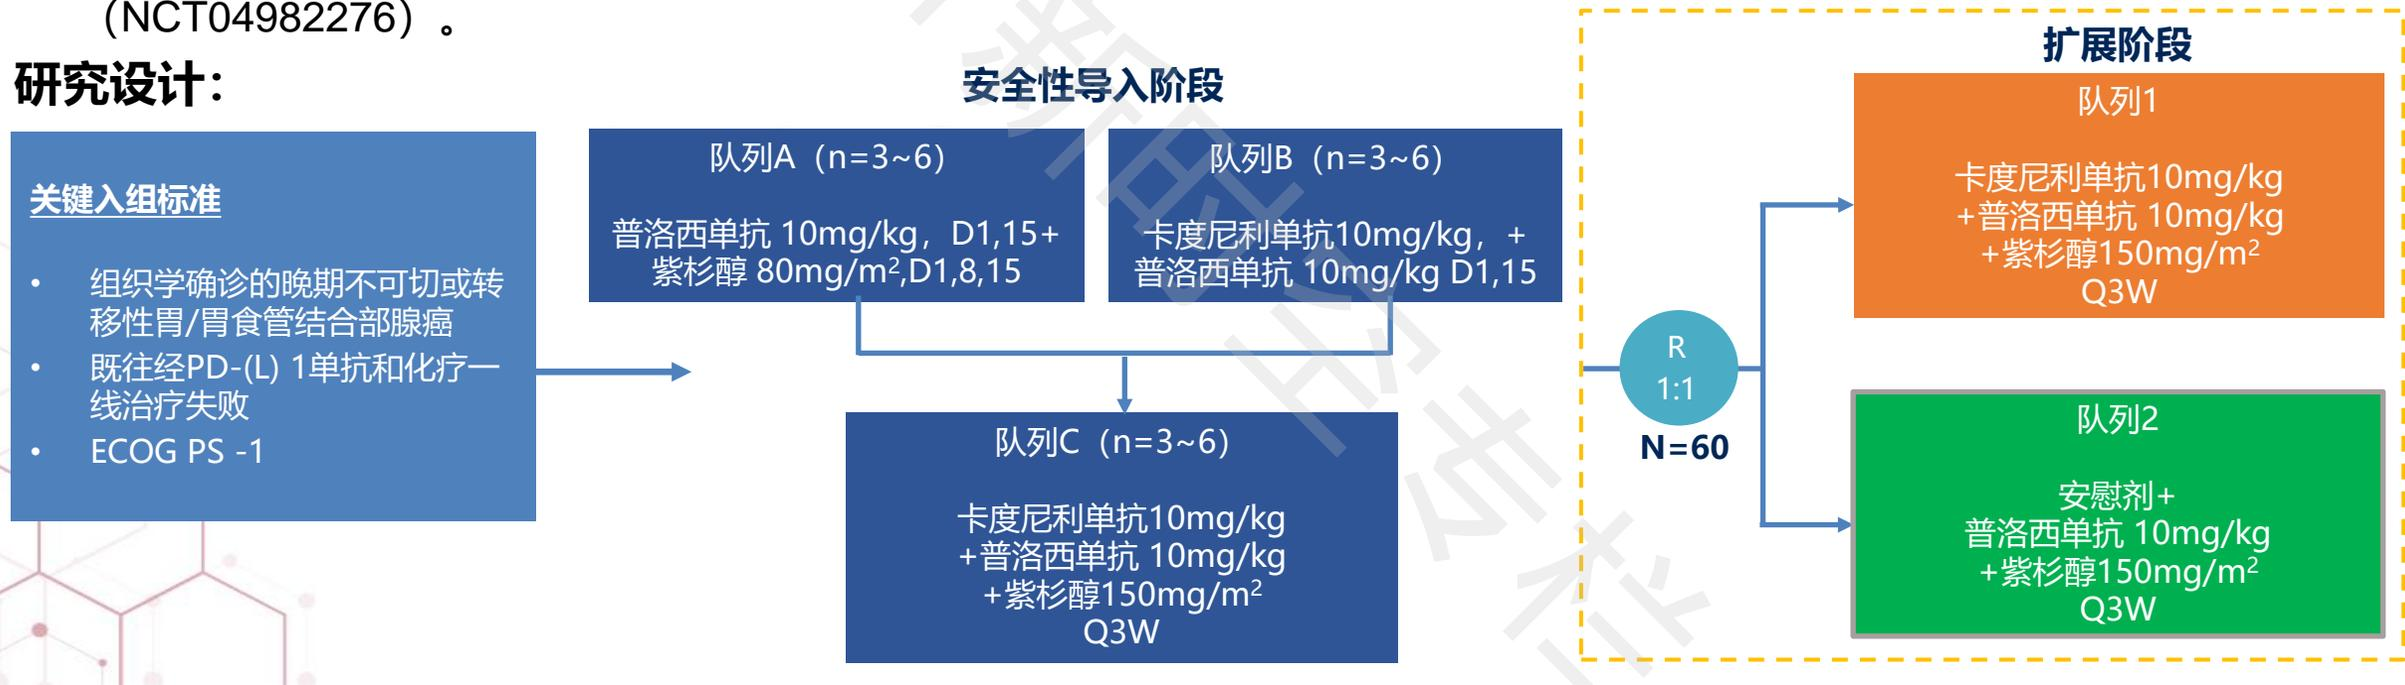 （NCT04982276）。
研究设计：
关键入组标准
• 组织学确诊的晚期不可切或转
移性胃/胃食管结合部腺癌
• 既往经PD-(L) 1单抗和化疗一
线治疗失败
• ECOG PS -1
安全性导入阶段
队列A（n=3~6）
普洛西单抗 10mg/kg，D1,15+
紫杉醇 80mg/m²,D1,8,15
队列B（n=3~6）
卡度尼利单抗10mg/kg，+
普洛西单抗 10mg/kg D1,15
队列C（n=3~6）
卡度尼利单抗10mg/kg
+普洛西单抗 10mg/kg
+紫杉醇150mg/m²
Q3W
扩展阶段
R
1:1
N=60
队列1
卡度尼利单抗10mg/kg
+普洛西单抗 10mg/kg
+紫杉醇150mg/m²
Q3W
队列2
安慰剂+
普洛西单抗 10mg/kg
+紫杉醇150mg/m²
Q3W